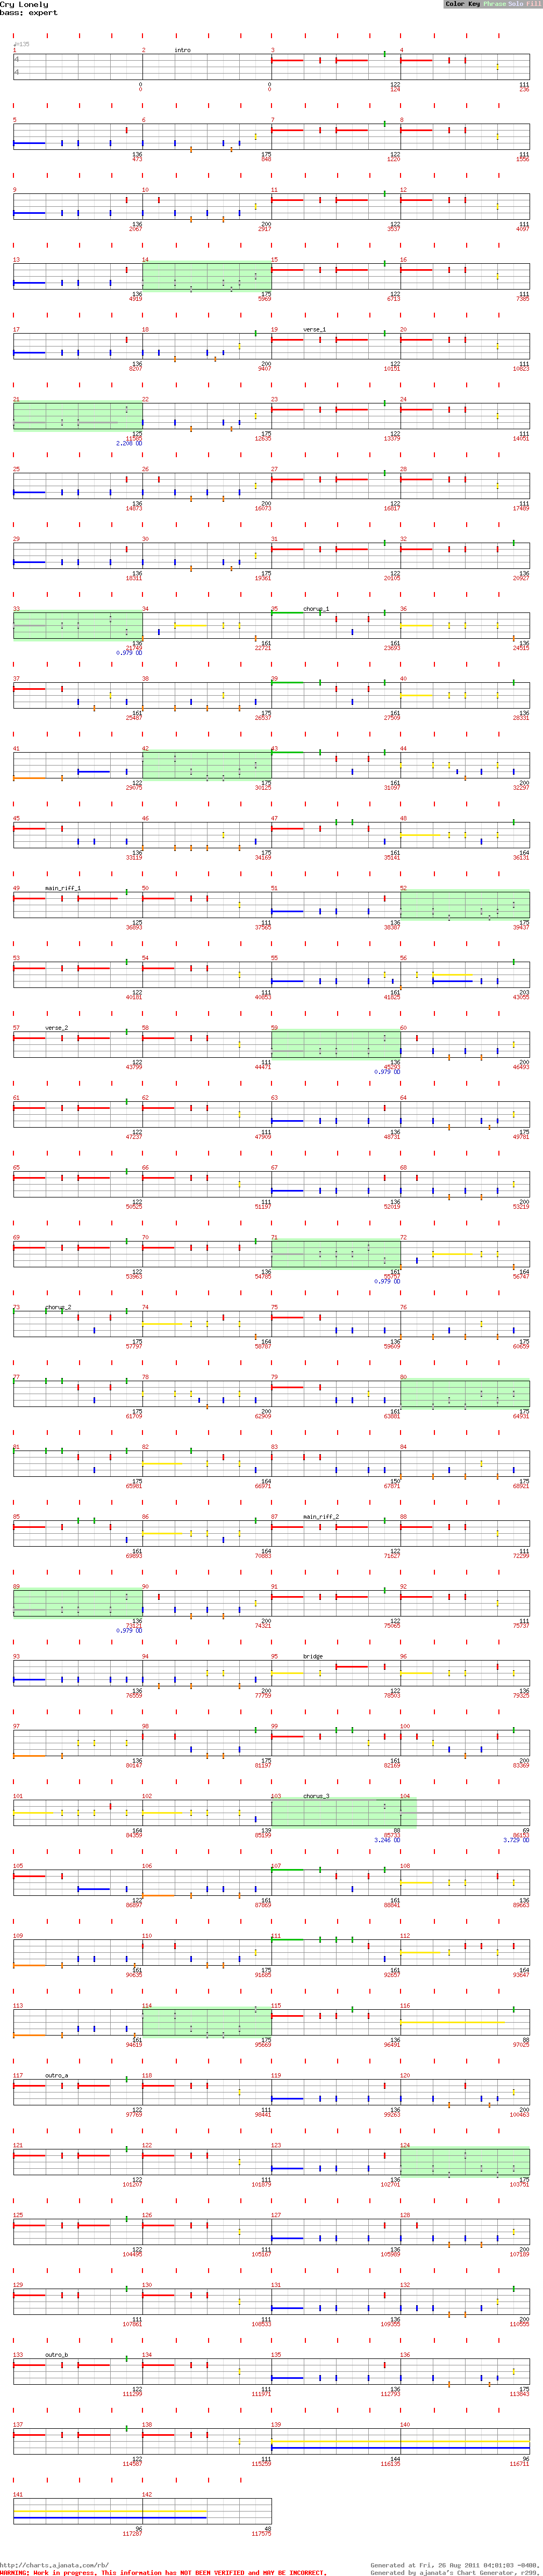 Cry Lonely
bass: expert
Color Key Phrase Solo Fill
♩=135
1 2 intro 3 4
0 0 122 111
0 0 124 236
5 6 7 8
136 175 122 111
473 848 1220 1556
9 10 11 12
136 200 122 111
2067 2917 3537 4097
13 14 15 16
136 175 122 111
4919 5969 6713 7385
17 18 19 verse_1 20
136 200 122 111
8207 9407 10151 10823
21 22 23 24
125 175 122 111
11585 12635 13379 14051
2.208 OD
25 26 27 28
136 200 122 111
14873 16073 16817 17489
29 30 31 32
136 175 122 136
18311 19361 20105 20927
33 34 35 chorus_1 36
136 161 161 136
21749 22721 23693 24515
0.979 OD
37 38 39 40
161 175 161 136
25487 26537 27509 28331
41 42 43 44
122 175 161 200
29075 30125 31097 32297
45 46 47 48
136 175 161 164
33119 34169 35141 36131
49 main_riff_1 50 51 52
125 111 136 175
36893 37565 38387 39437
53 54 55 56
122 111 161 203
40181 40853 41825 43055
57 verse_2 58 59 60
122 111 136 200
43799 44471 45293 46493
0.979 OD
61 62 63 64
122 111 136 175
47237 47909 48731 49781
65 66 67 68
122 111 136 200
50525 51197 52019 53219
69 70 71 72
122 136 161 164
53963 54785 55757 56747
0.979 OD
73 chorus_2 74 75 76
175 164 136 175
57797 58787 59609 60659
77 78 79 80
175 200 161 175
61709 62909 63881 64931
81 82 83 84
175 164 150 175
65981 66971 67871 68921
85 86 87 main_riff_2 88
161 164 122 111
69893 70883 71627 72299
89 90 91 92
136 200 122 111
73121 74321 75065 75737
0.979 OD
93 94 95 bridge 96
136 200 122 136
76559 77759 78503 79325
97 98 99 100
136 175 161 200
80147 81197 82169 83369
101 102 103 chorus_3 104
164 139 88 69
84359 85199 85733 86153
3.246 OD 3.729 OD
105 106 107 108
122 161 161 136
86897 87869 88841 89663
109 110 111 112
161 175 161 164
90635 91685 92657 93647
113 114 115 116
161 175 136 88
94619 95669 96491 97025
117 outro_a 118 119 120
122 111 136 200
97769 98441 99263 100463
121 122 123 124
122 111 136 175
101207 101879 102701 103751
125 126 127 128
122 111 136 200
104495 105167 105989 107189
129 130 131 132
111 111 136 200
107861 108533 109355 110555
133 outro_b 134 135 136
122 111 136 175
111299 111971 112793 113843
137 138 139 140
122 111 144 96
114587 115259 116135 116711
141 142
96 48
117287 117575
http://charts.ajanata.com/rb/ Generated at Fri, 26 Aug 2011 04:01:03 -0400.
WARNING: Work in progress. This information has NOT BEEN VERIFIED and MAY BE INCORRECT. Generated by ajanata's Chart Generator, r299.